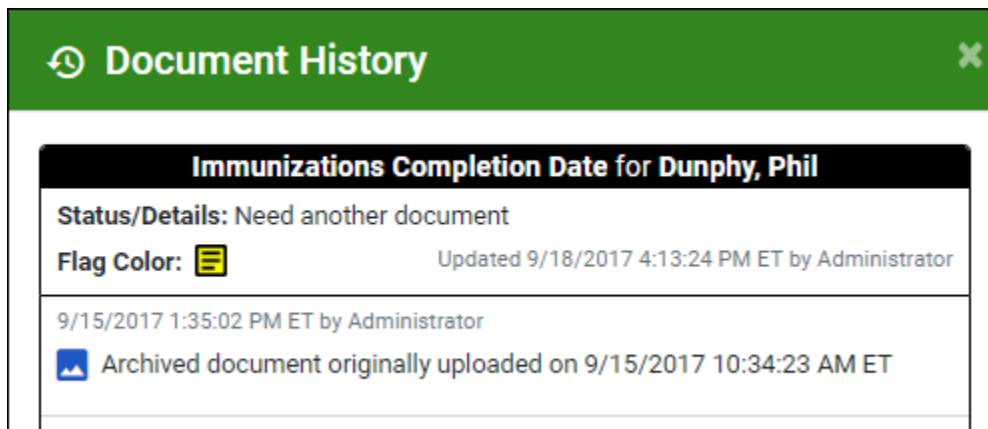 Document History
Immunizations Completion Date for Dunphy, Phil
Status/Details: Need another document
Flag Color:
Updated 9/18/2017 4:13:24 PM ET by Administrator
9/15/2017 1:35:02 PM ET by Administrator
Archived document originally uploaded on 9/15/2017 10:34:23 AM ET